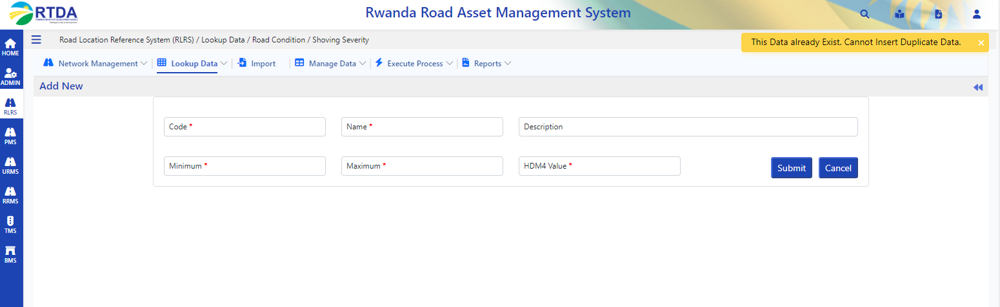 RTDA
Rwanda Road Asset Management System
HOME
ADMIN
RLRS
PMS
URMS
RRMS
TMS
BMS
Road Location Reference System (RLRS) / Lookup Data / Road Condition / Shoving Severity
This Data already Exist. Cannot Insert Duplicate Data. ×
Network Management | Lookup Data | Import | Manage Data | Execute Process | Reports
Add New
Code * Name * Description
Minimum * Maximum * HDM4 Value * Submit Cancel